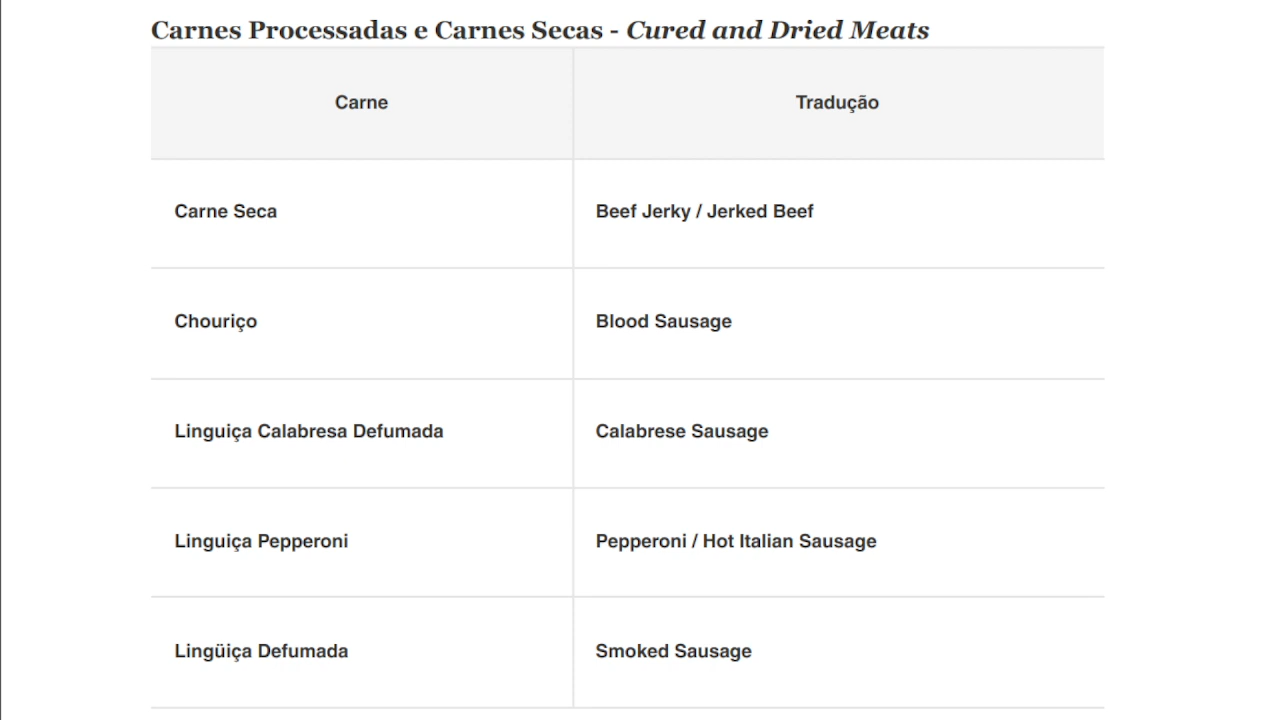 Carnes Processadas e Carnes Secas - Cured and Dried Meats
Carne Tradução
Carne Seca Beef Jerky / Jerked Beef
Chouriço Blood Sausage
Linguiça Calabresa Defumada Calabrese Sausage
Linguiça Pepperoni Pepperoni / Hot Italian Sausage
Lingüiça Defumada Smoked Sausage